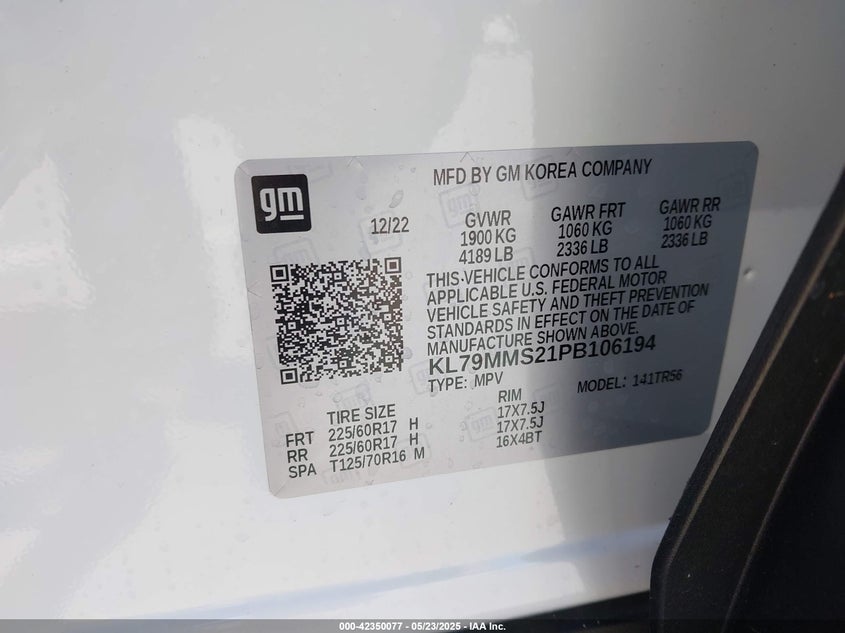 gm
MFD BY GM KOREA COMPANY
12/22
GVWR
1900 KG
4189 LB
GAWR FRT
1060 KG
2336 LB
GAWR RR
1060 KG
2336 LB
THIS VEHICLE CONFORMS TO ALL
APPLICABLE U.S. FEDERAL MOTOR
VEHICLE SAFETY AND THEFT PREVENTION
STANDARDS IN EFFECT ON THE DATE OF
MANUFACTURE SHOWN ABOVE.
KL79MMS21PB106194
TYPE: MPV MODEL: 141TR56
TIRE SIZE RIM
FRT 225/60R17 H 17X7.5J
RR 225/60R17 H 17X7.5J
SPA T125/70R16 M 16X4BT
000-42350077 - 05/23/2025 - IAA Inc.